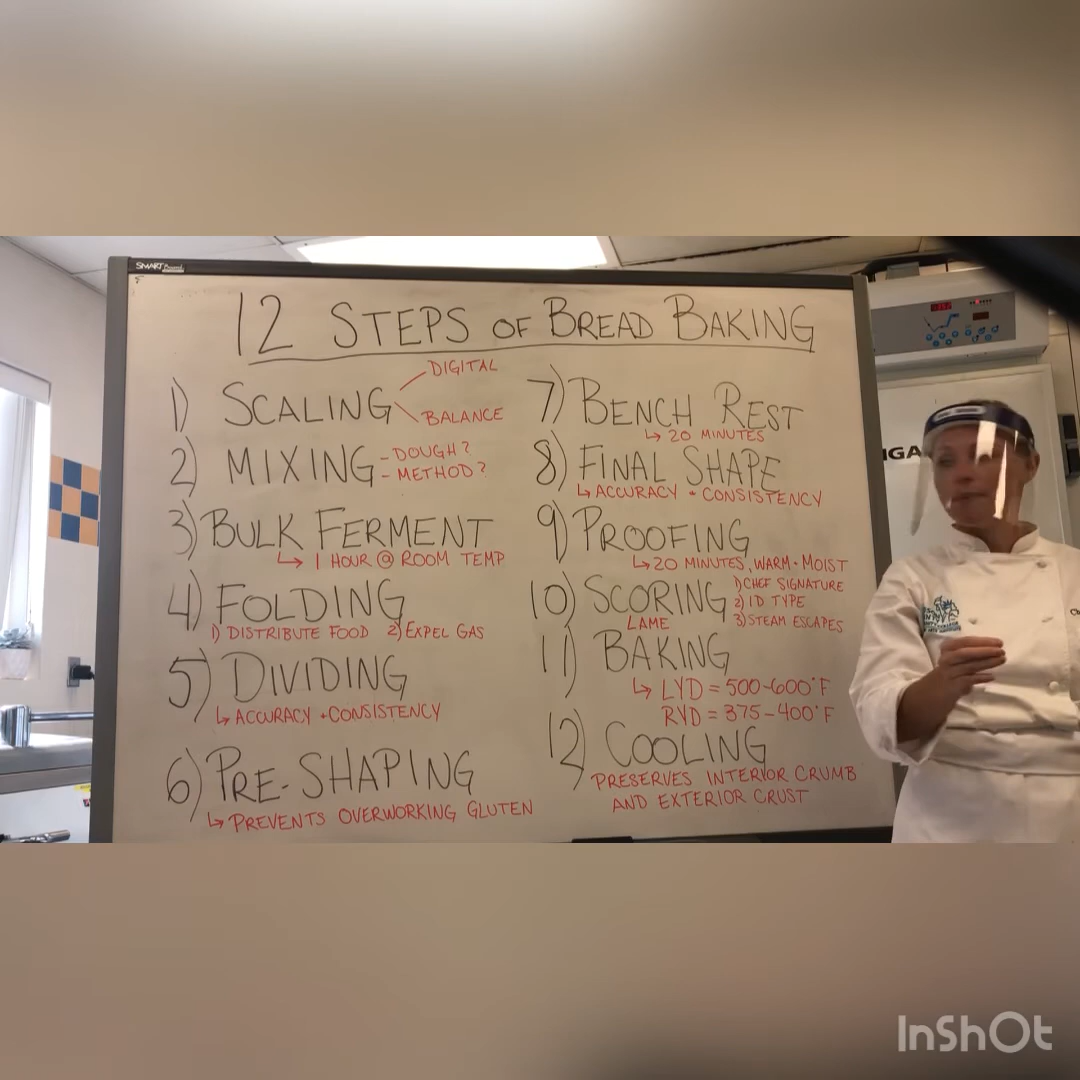 SMART Board
12 STEPS OF BREAD BAKING
1) SCALING
DIGITAL
BALANCE
2) MIXING
- DOUGH?
- METHOD?
3) BULK FERMENT
↳ 1 HOUR @ ROOM TEMP
4) FOLDING
1) DISTRIBUTE FOOD 2) EXPEL GAS
5) DIVIDING
↳ ACCURACY + CONSISTENCY
6) PRE-SHAPING
↳ PREVENTS OVERWORKING GLUTEN
7) BENCH REST
↳ 20 MINUTES
8) FINAL SHAPE
↳ ACCURACY + CONSISTENCY
9) PROOFING
↳ 20 MINUTES, WARM + MOIST
10) SCORING
LAME
1) CHEF SIGNATURE
2) ID TYPE
3) STEAM ESCAPES
11) BAKING
↳ LYD = 500-600°F
RYD = 375-400°F
12) COOLING
PRESERVES INTERIOR CRUMB
AND EXTERIOR CRUST
InShOt